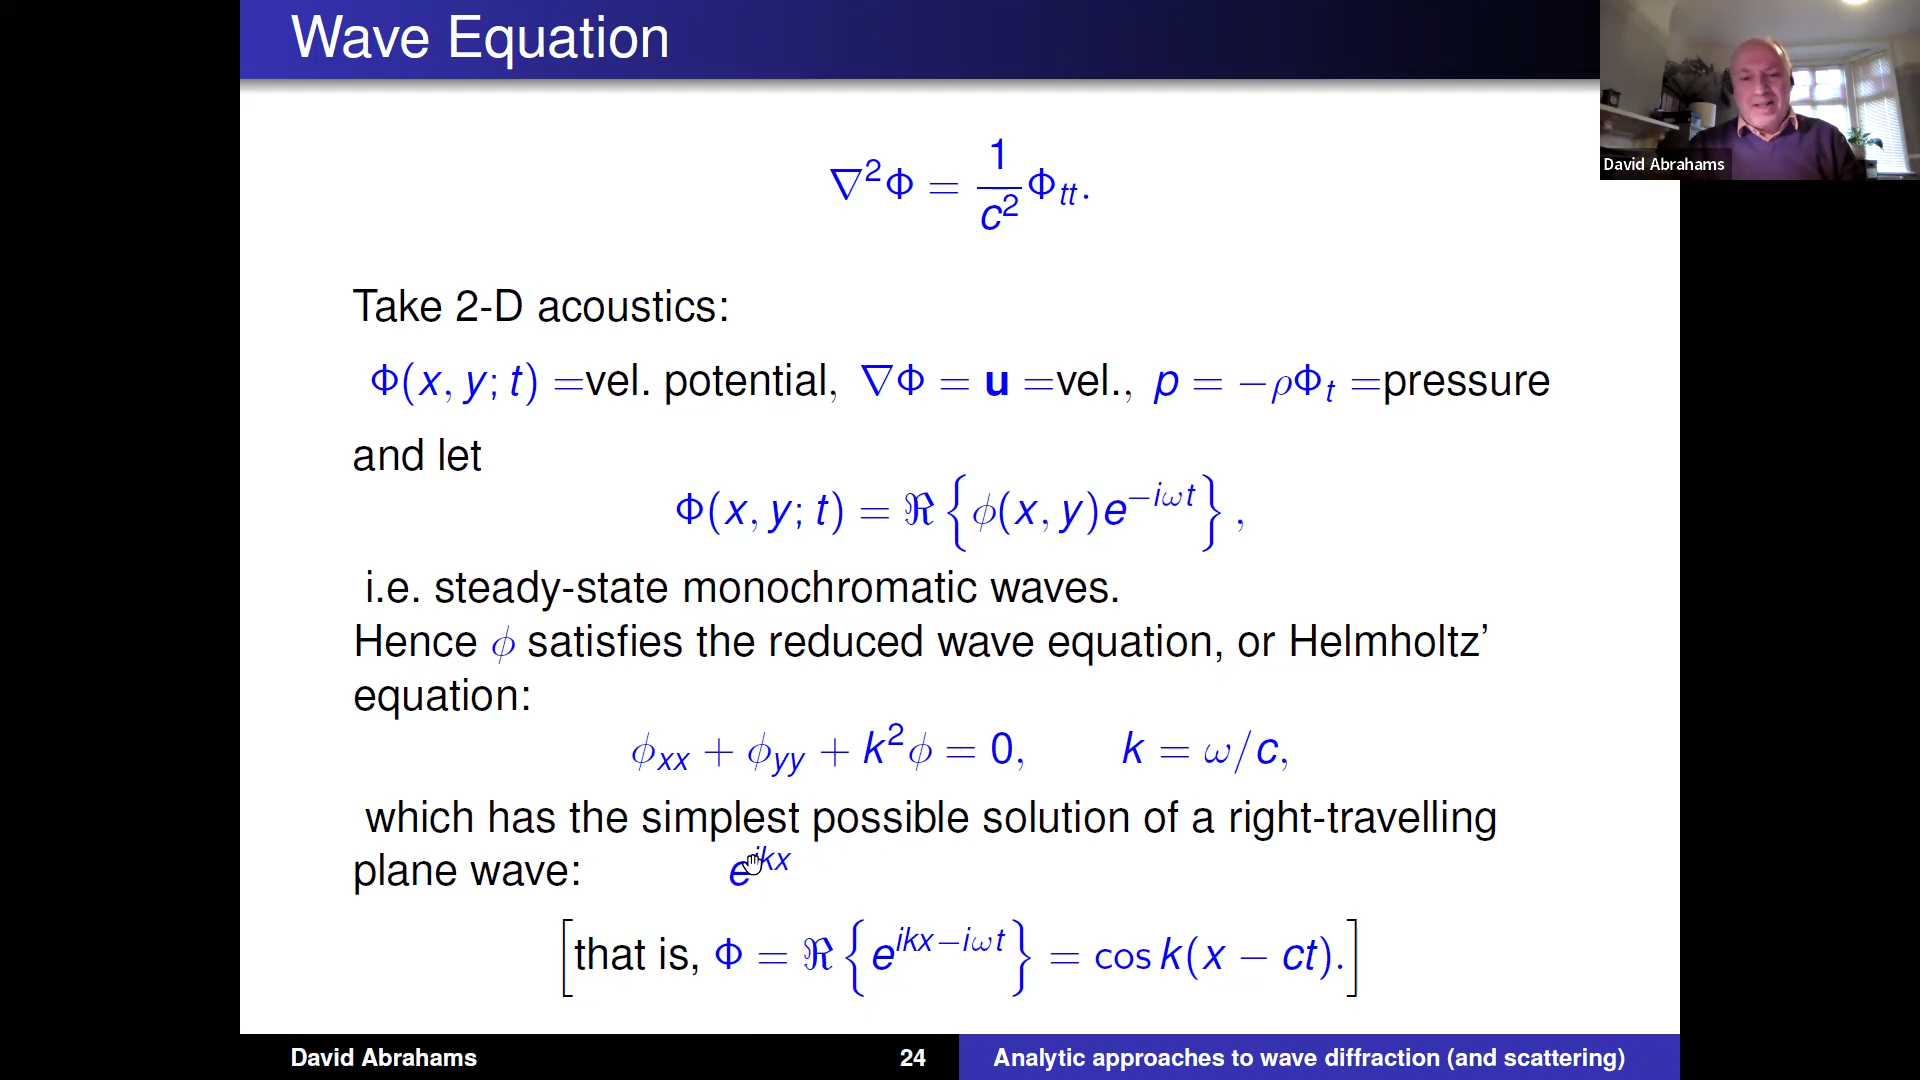 Wave Equation
David Abrahams
∇²Φ = 1/c² Φ_tt.
Take 2-D acoustics:
Φ(x, y; t) =vel. potential, ∇Φ = u =vel., p = −ρΦ_t =pressure
and let
Φ(x, y; t) = ℜ{φ(x, y)e^{−iωt}},
i.e. steady-state monochromatic waves.
Hence φ satisfies the reduced wave equation, or Helmholtz’
equation:
φ_xx + φ_yy + k²φ = 0, k = ω/c,
which has the simplest possible solution of a right-travelling
plane wave: e^{ikx}
[that is, Φ = ℜ{e^{ikx−iωt}} = cos k(x − ct).]
David Abrahams 24 Analytic approaches to wave diffraction (and scattering)